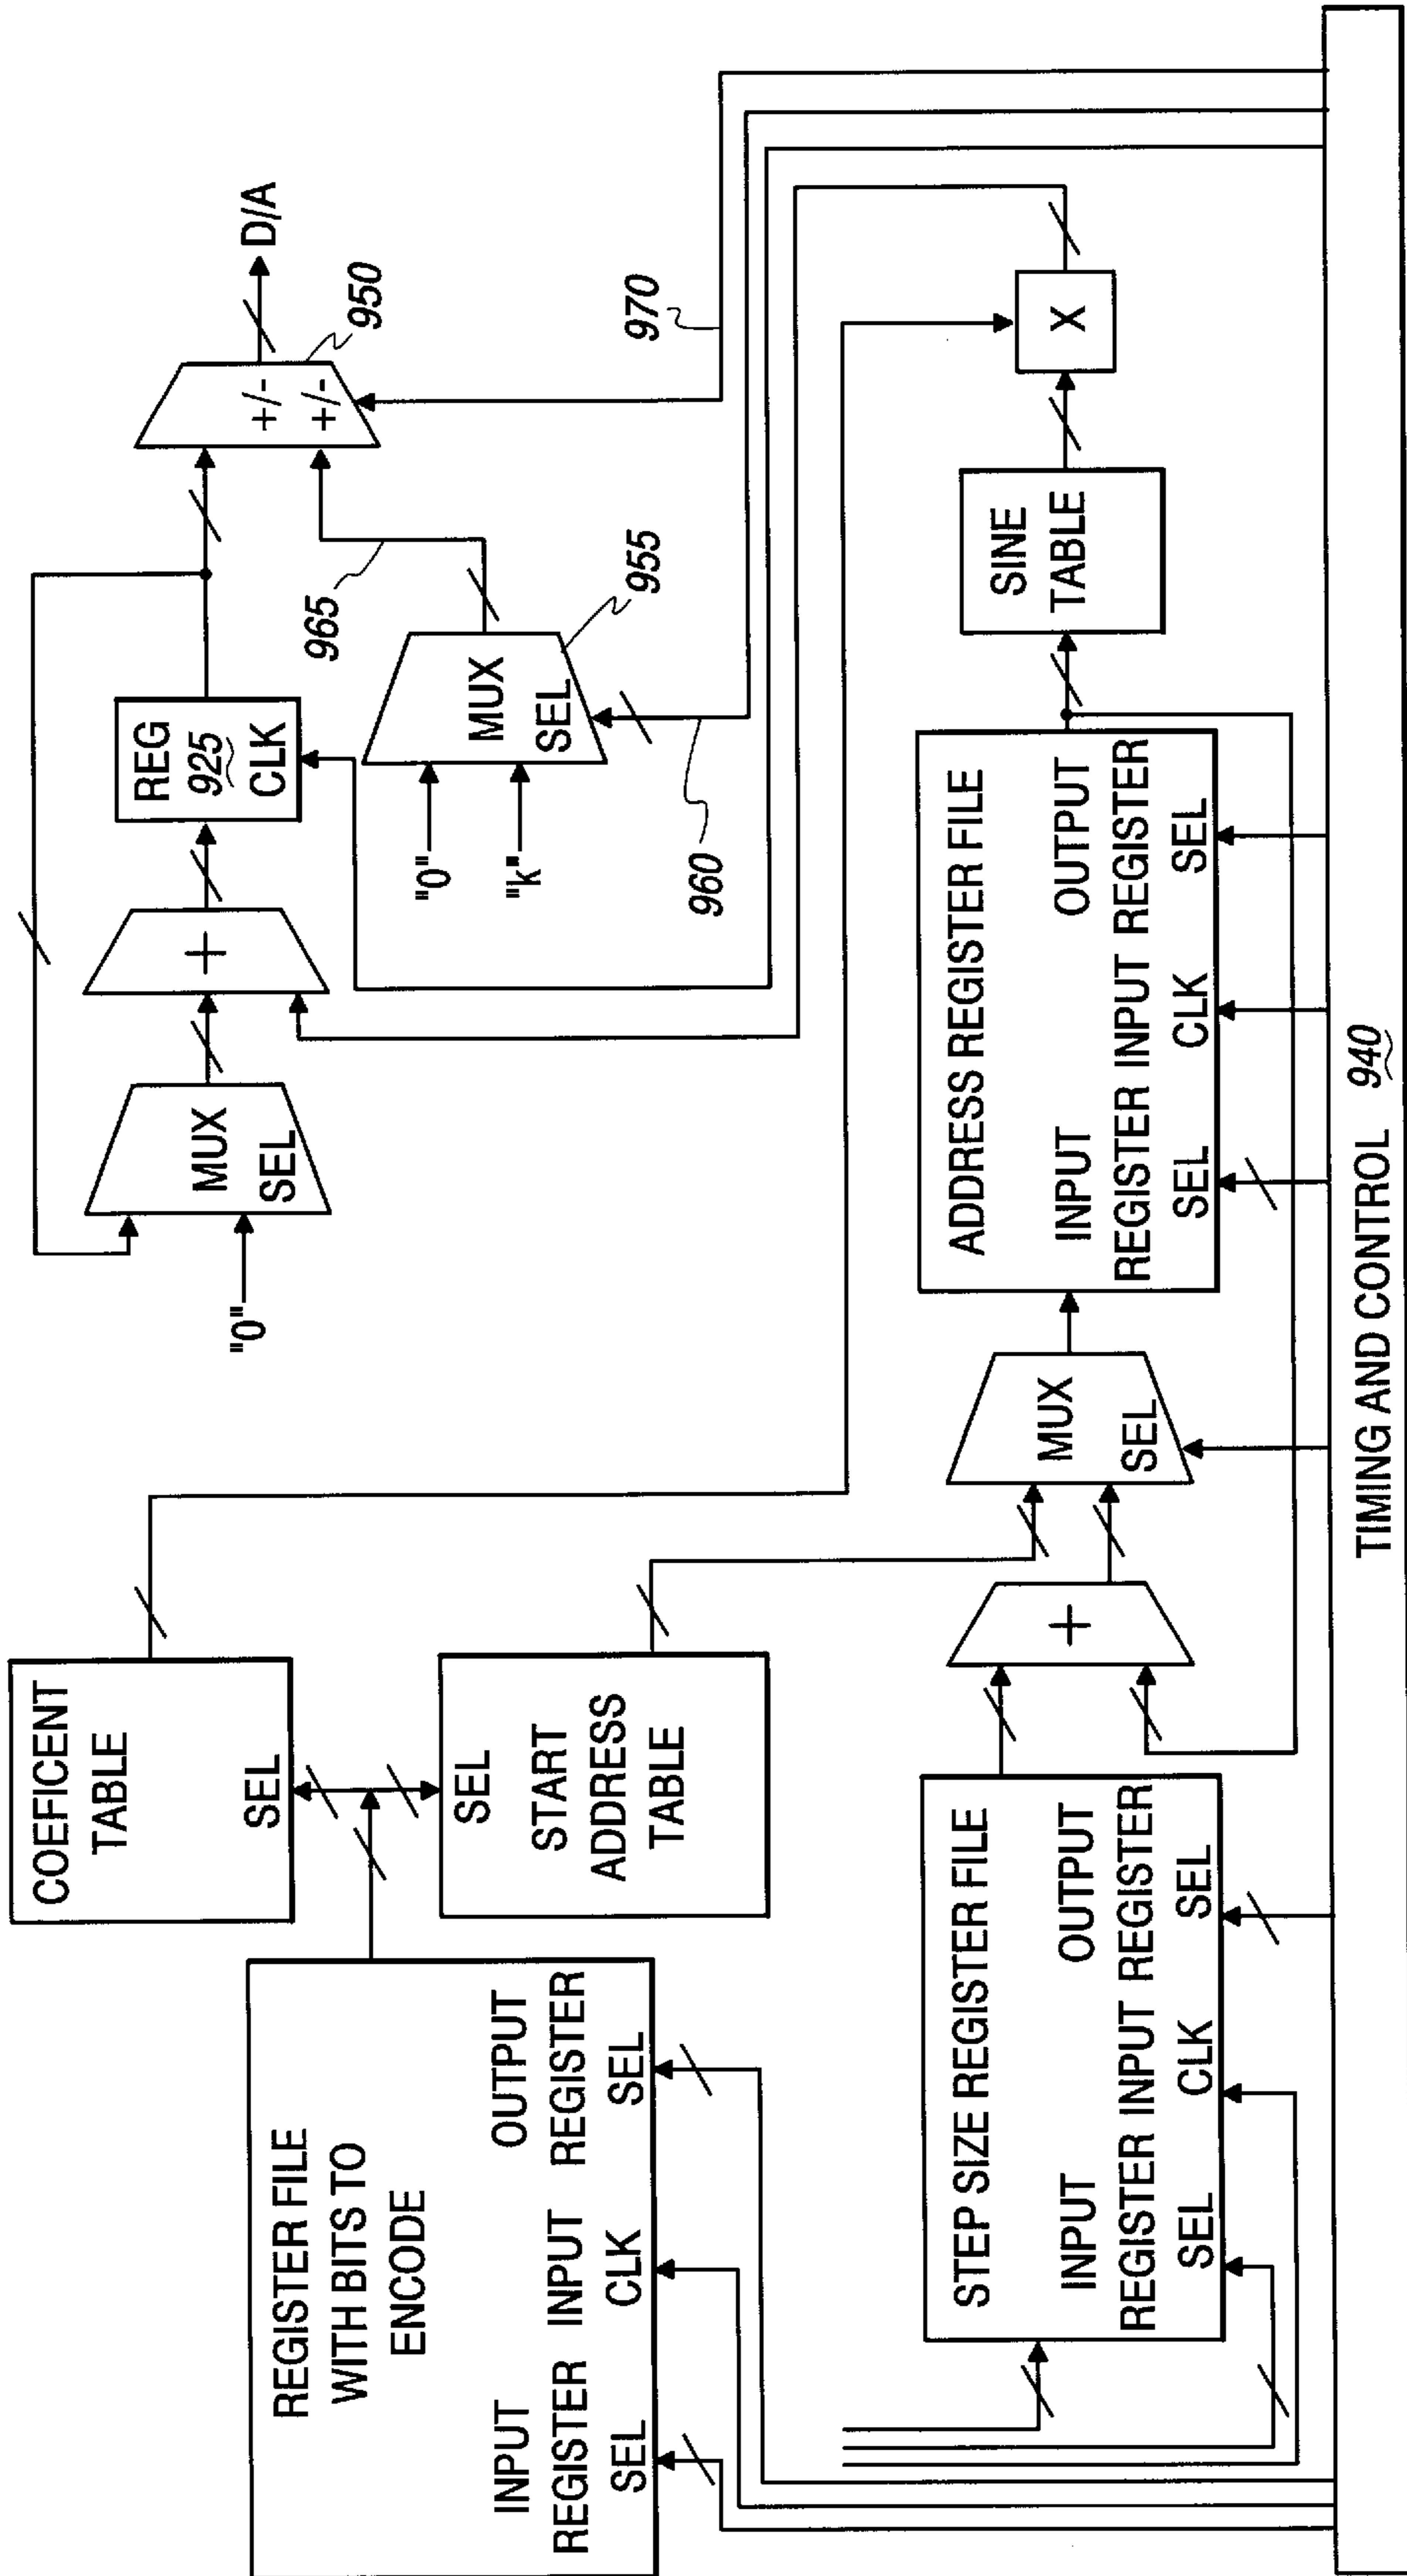 COEFICENT
TABLE
SEL
REGISTER FILE
WITH BITS TO
ENCODE
INPUT
REGISTER
SEL
INPUT
CLK
OUTPUT
REGISTER
SEL
SEL
START
ADDRESS
TABLE
"0"
MUX
SEL
+
REG
925
CLK
"0"
"k"
MUX
SEL
955
960
965
+/-
+/-
950
D/A
970
STEP SIZE REGISTER FILE
INPUT
REGISTER
SEL
INPUT
CLK
OUTPUT
REGISTER
SEL
+
MUX
SEL
ADDRESS REGISTER FILE
INPUT
REGISTER
SEL
INPUT
CLK
OUTPUT
REGISTER
SEL
SINE
TABLE
X
TIMING AND CONTROL 940